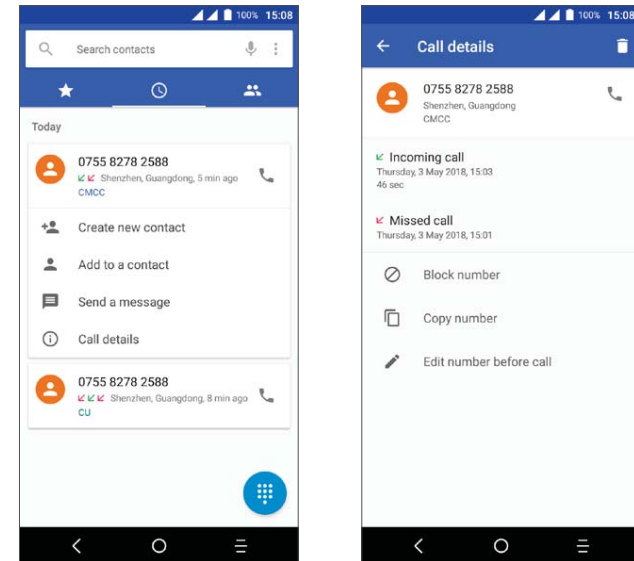 100% 15:08
Search contacts
Today
0755 8278 2588
Shenzhen, Guangdong, 5 min ago
CMCC
Create new contact
Add to a contact
Send a message
Call details
0755 8278 2588
Shenzhen, Guangdong, 8 min ago
CU
100% 15:08
Call details
0755 8278 2588
Shenzhen, Guangdong
CMCC
Incoming call
Thursday, 3 May 2018, 15:03
46 sec
Missed call
Thursday, 3 May 2018, 15:01
Block number
Copy number
Edit number before call